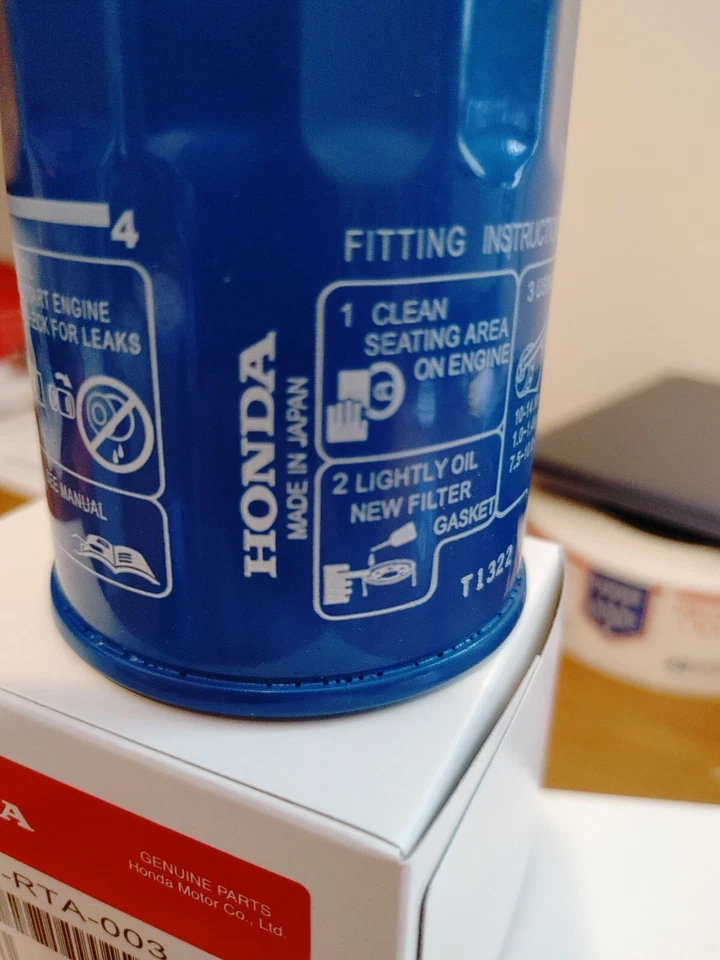 4
ENGINE
FOR LEAKS
MANUAL
HONDA
MADE IN JAPAN
FITTING
1 CLEAN
SEATING AREA
ON ENGINE
2 LIGHTLY OIL
NEW FILTER
GASKET
3
T1322
GENUINE PARTS
Honda Motor Co., Ltd.
-RTA-003